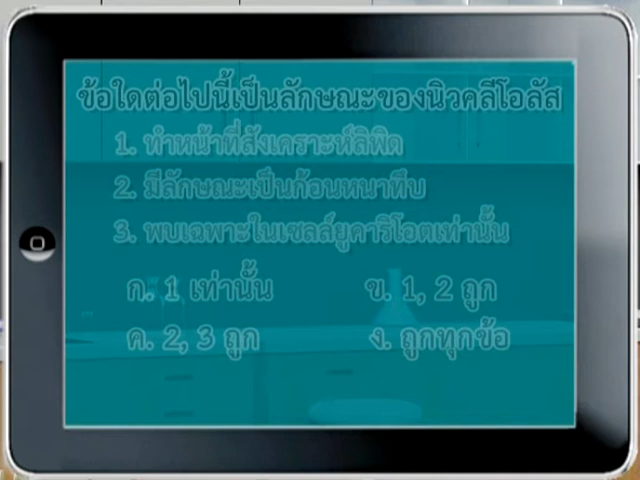 ข้อใดต่อไปนี้เป็นลักษณะของนิวคลีโอลัส
1. ทำหน้าที่สังเคราะห์ลิพิด
2. มีลักษณะเป็นก้อนหนาทึบ
3. พบเฉพาะในเซลล์ยูคาริโอตเท่านั้น
ก. 1 เท่านั้น ข. 1, 2 ถูก
ค. 2, 3 ถูก ง. ถูกทุกข้อ